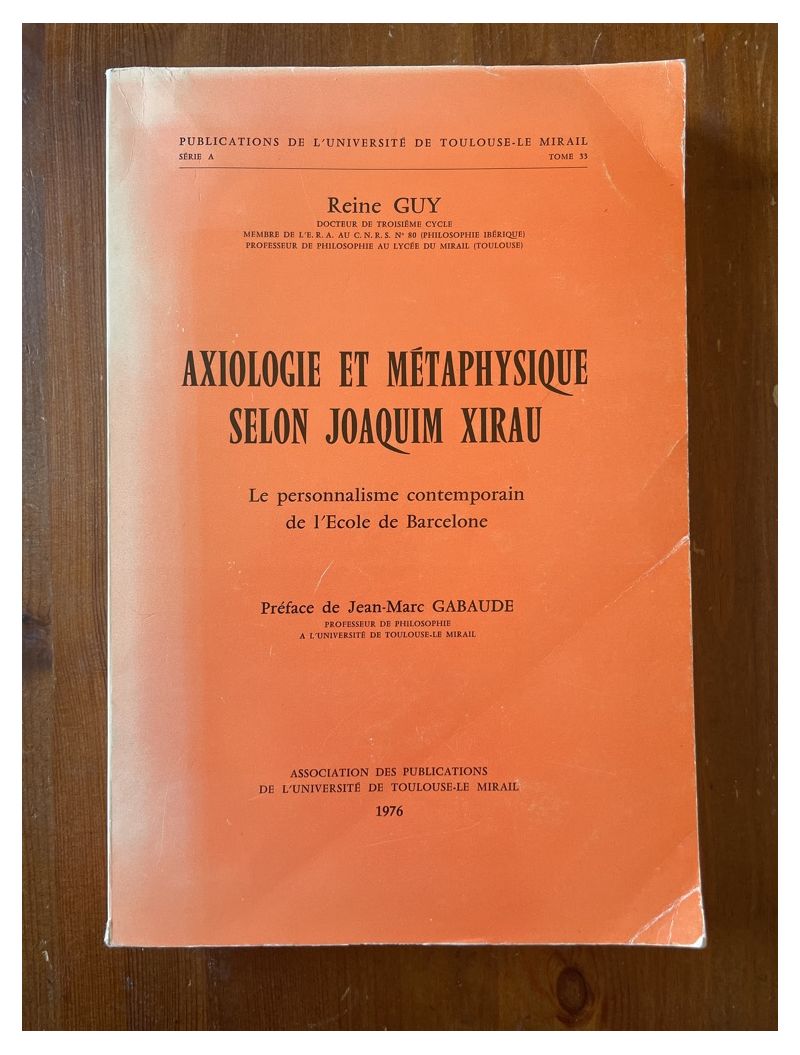 PUBLICATIONS DE L'UNIVERSITÉ DE TOULOUSE-LE MIRAIL
SÉRIE A TOME 33
Reine GUY
DOCTEUR DE TROISIÈME CYCLE
MEMBRE DE L'E.R.A. AU C.N.R.S. N° 80 (PHILOSOPHIE IBÉRIQUE)
PROFESSEUR DE PHILOSOPHIE AU LYCÉE DU MIRAIL (TOULOUSE)
AXIOLOGIE ET MÉTAPHYSIQUE
SELON JOAQUIM XIRAU
Le personnalisme contemporain
de l'Ecole de Barcelone
Préface de Jean-Marc GABAUDE
PROFESSEUR DE PHILOSOPHIE
A L'UNIVERSITÉ DE TOULOUSE-LE MIRAIL
ASSOCIATION DES PUBLICATIONS
DE L'UNIVERSITÉ DE TOULOUSE-LE MIRAIL
1976